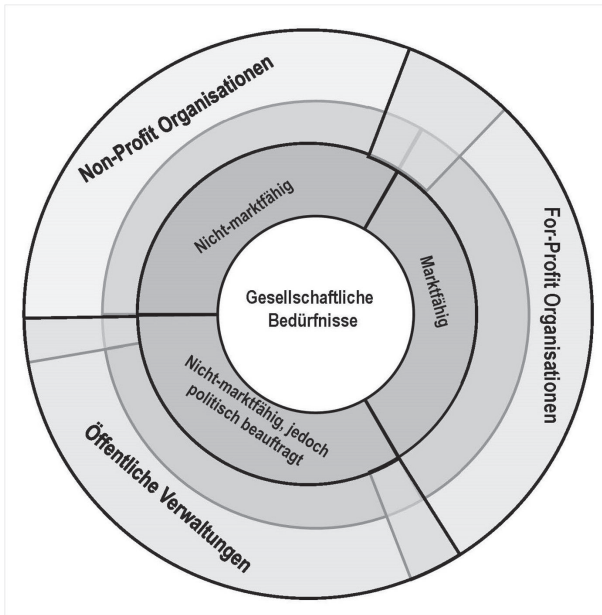 Non-Profit Organisationen
Nicht-marktfähig
Gesellschaftliche
Bedürfnisse
Marktfähig
For-Profit Organisationen
Nicht-marktfähig, jedoch
politisch beauftragt
Öffentliche Verwaltungen